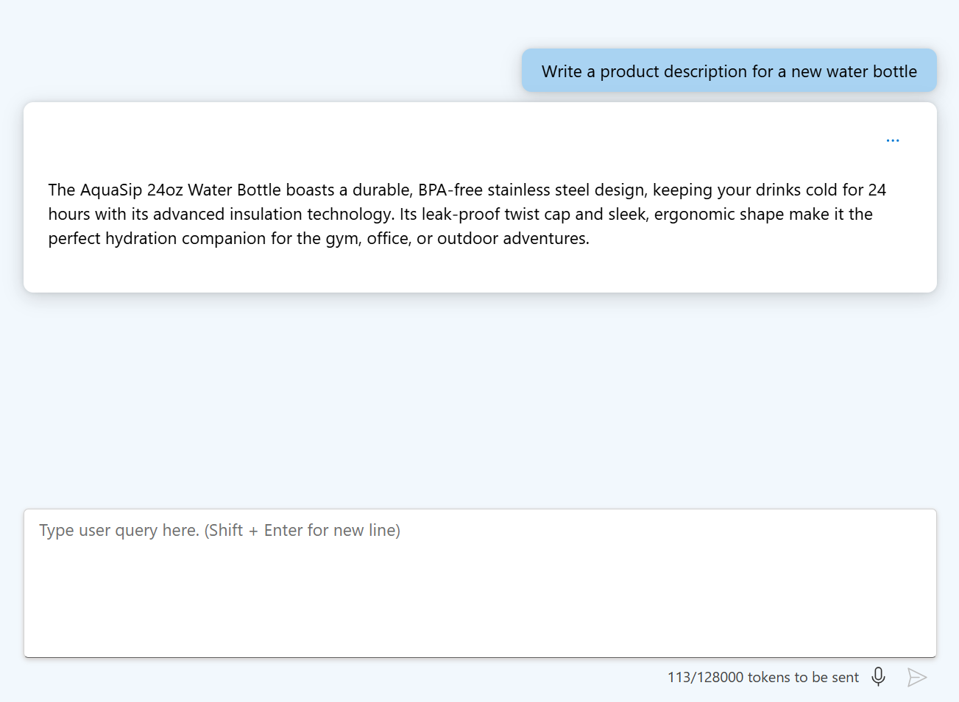 Write a product description for a new water bottle
...
The AquaSip 24oz Water Bottle boasts a durable, BPA-free stainless steel design, keeping your drinks cold for 24
hours with its advanced insulation technology. Its leak-proof twist cap and sleek, ergonomic shape make it the
perfect hydration companion for the gym, office, or outdoor adventures.
Type user query here. (Shift + Enter for new line)
113/128000 tokens to be sent